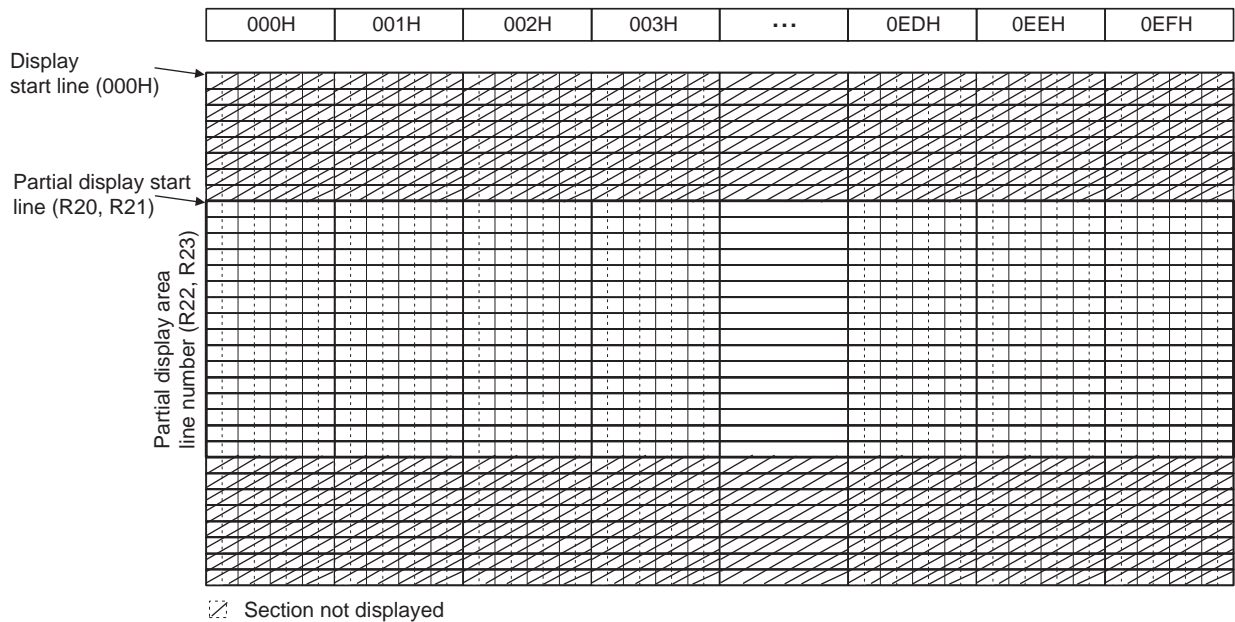 000H 001H 002H 003H ... 0EDH 0EEH 0EFH
Display
start line (000H)
Partial display start
line (R20, R21)
Partial display area
line number (R22, R23)
Section not displayed